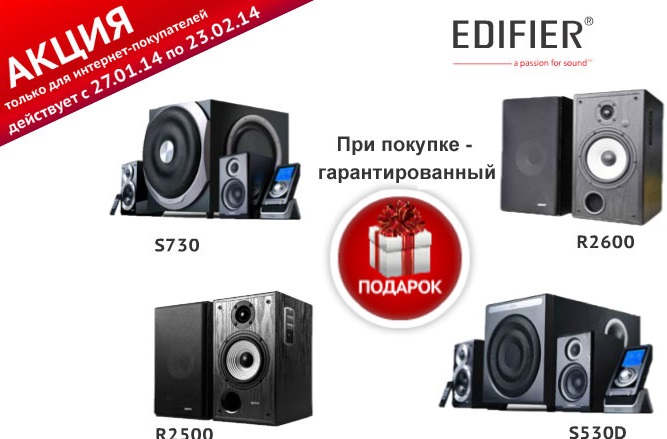 АКЦИЯ
только для интернет-покупателей
действует с 27.01.14 по 23.02.14
EDIFIER®
a passion for sound™
При покупке -
гарантированный
ПОДАРОК
S730
R2600
R2500
S530D